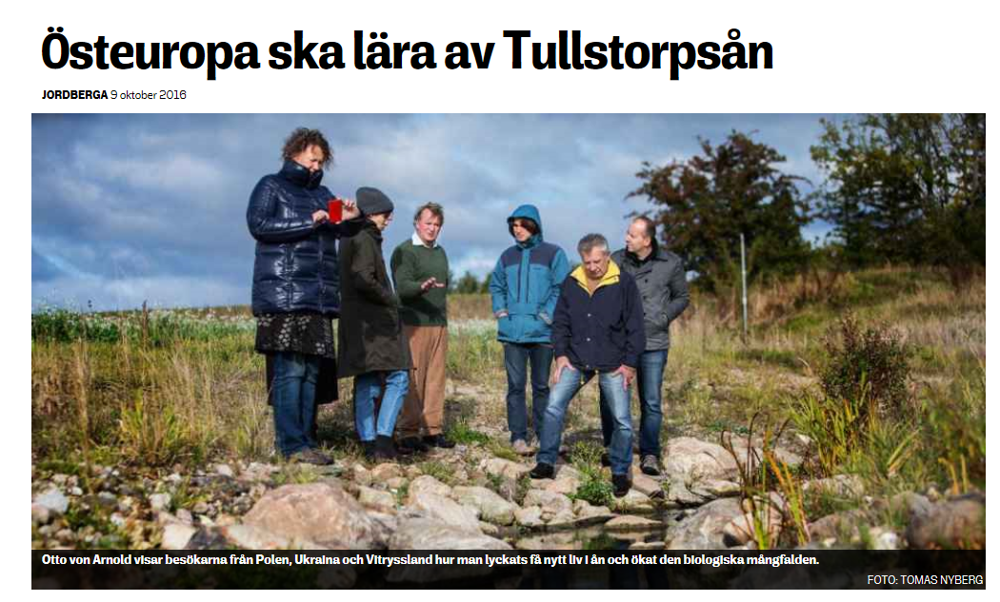 Östeuropa ska lära av Tullstorpsån
JORDBERGA 9 oktober 2016
Otto von Arnold visar besökarna från Polen, Ukraina och Vitryssland hur man lyckats få nytt liv i ån och ökat den biologiska mångfalden.
FOTO: TOMAS NYBERG